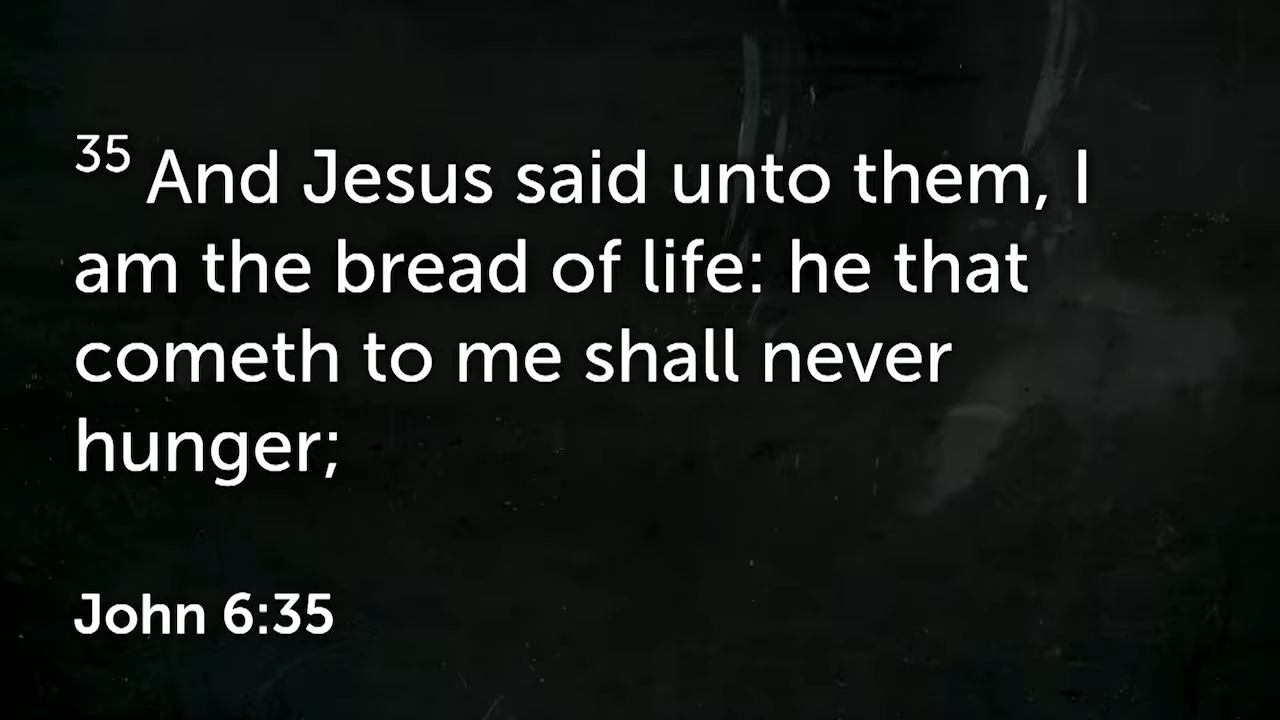 35 And Jesus said unto them, I
am the bread of life: he that
cometh to me shall never
hunger;
John 6:35